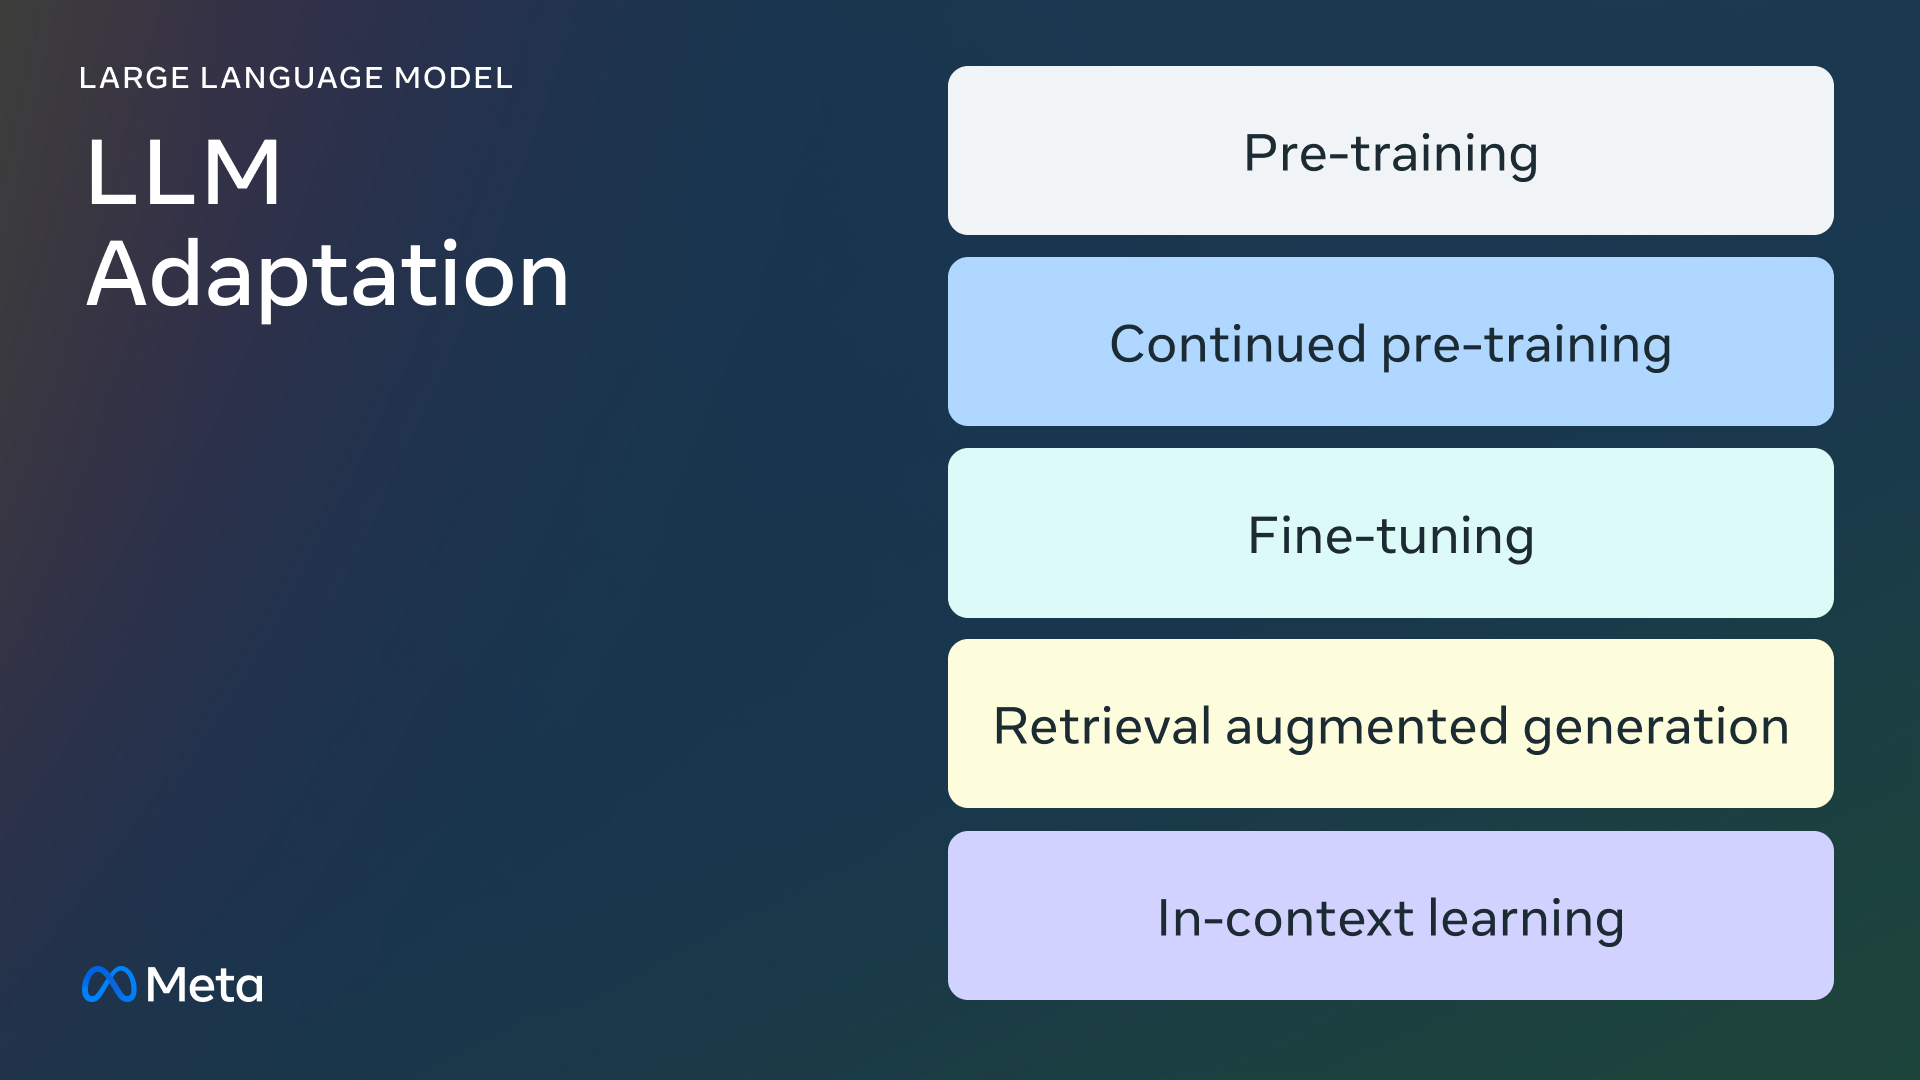 LARGE LANGUAGE MODEL
LLM
Adaptation
Pre-training
Continued pre-training
Fine-tuning
Retrieval augmented generation
In-context learning
Meta